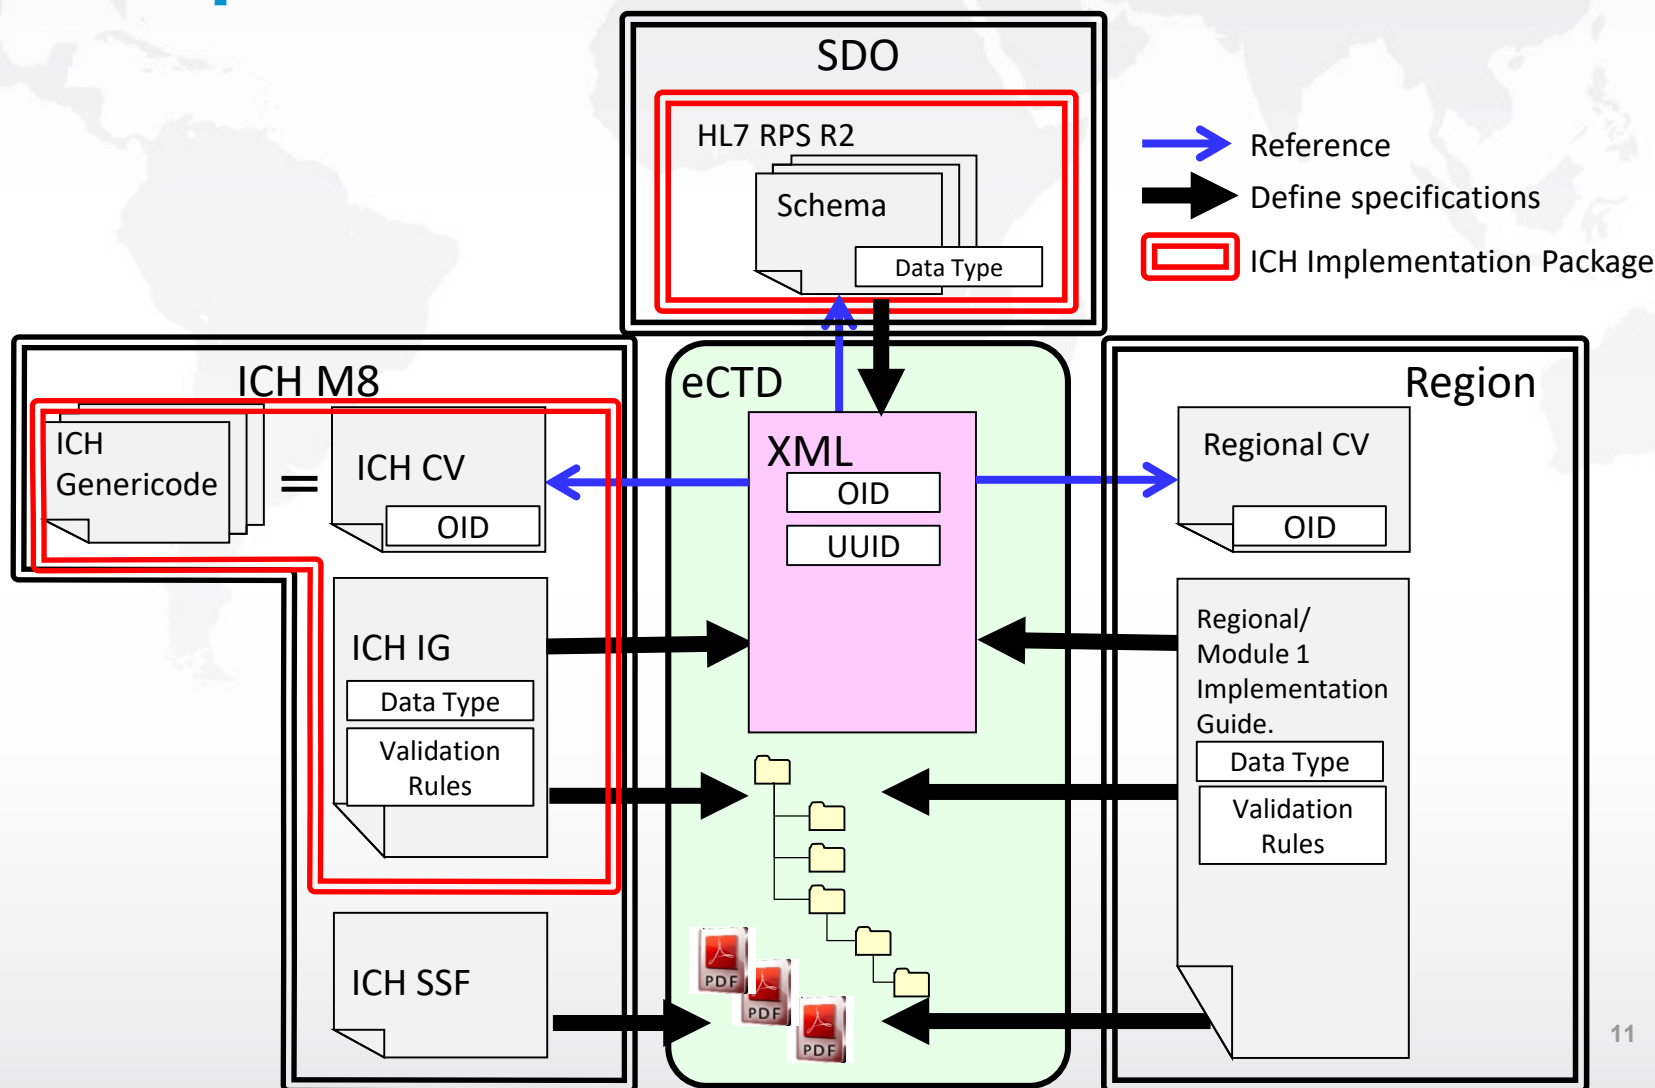 SDO
HL7 RPS R2
Schema
Data Type
Reference
Define specifications
ICH Implementation Package
ICH M8
ICH
Genericode
=
ICH CV
OID
ICH IG
Data Type
Validation
Rules
ICH SSF
eCTD
XML
OID
UUID
PDF
PDF
PDF
Region
Regional CV
OID
Regional/
Module 1
Implementation
Guide.
Data Type
Validation
Rules
11